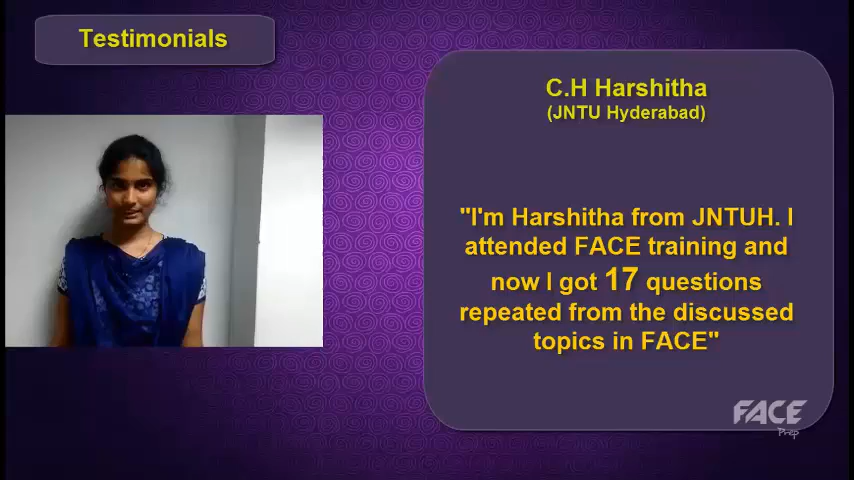 Testimonials
C.H Harshitha
(JNTU Hyderabad)
"I'm Harshitha from JNTUH. I
attended FACE training and
now I got 17 questions
repeated from the discussed
topics in FACE"
FACE
Prep